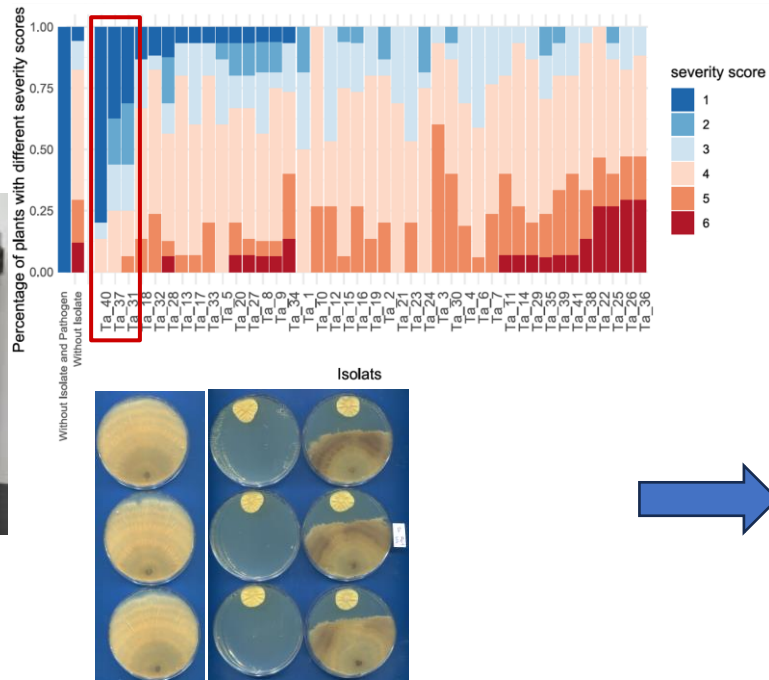 Percentage of plants with different severity scores
1.00
0.75
0.50
0.25
0.00
Without Isolate and Pathogen
Without Isolate
Ta_40
Ta_37
Ta_31
Ta_18
Ta_32
Ta_28
Ta_13
Ta_17
Ta_33
Ta_5
Ta_20
Ta_27
Ta_8
Ta_9
Ta_34
Ta_1
Ta_10
Ta_12
Ta_15
Ta_16
Ta_19
Ta_2
Ta_21
Ta_23
Ta_24
Ta_3
Ta_30
Ta_4
Ta_6
Ta_7
Ta_11
Ta_14
Ta_29
Ta_35
Ta_39
Ta_41
Ta_38
Ta_22
Ta_25
Ta_26
Ta_36
Isolats
severity score
1
2
3
4
5
6